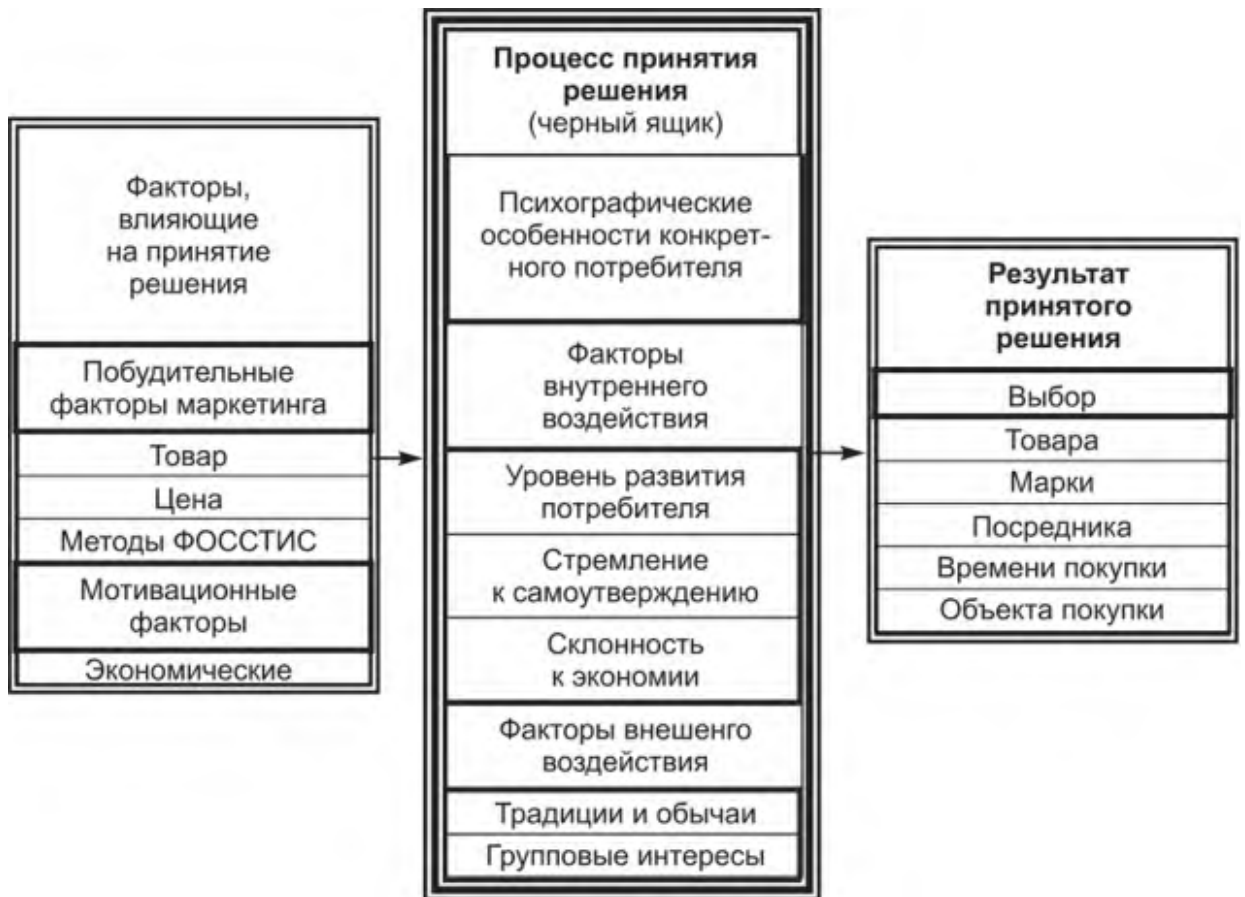 Факторы,
влияющие
на принятие
решения
Побудительные
факторы маркетинга
Товар
Цена
Методы ФОССТИС
Мотивационные
факторы
Экономические
Процесс принятия
решения
(черный ящик)
Психографические
особенности конкрет-
ного потребителя
Факторы
внутреннего
воздействия
Уровень развития
потребителя
Стремление
к самоутверждению
Склонность
к экономии
Факторы внешенго
воздействия
Традиции и обычаи
Групповые интересы
Результат
принятого
решения
Выбор
Товара
Марки
Посредника
Времени покупки
Объекта покупки